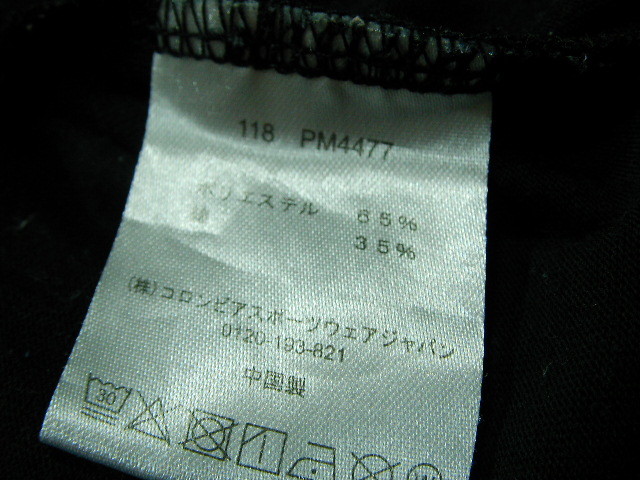 118 PM4477
ポリエステル 65%
綿 35%
(株)コロンビアスポーツウェアジャパン
0120-193-821
中国製
30